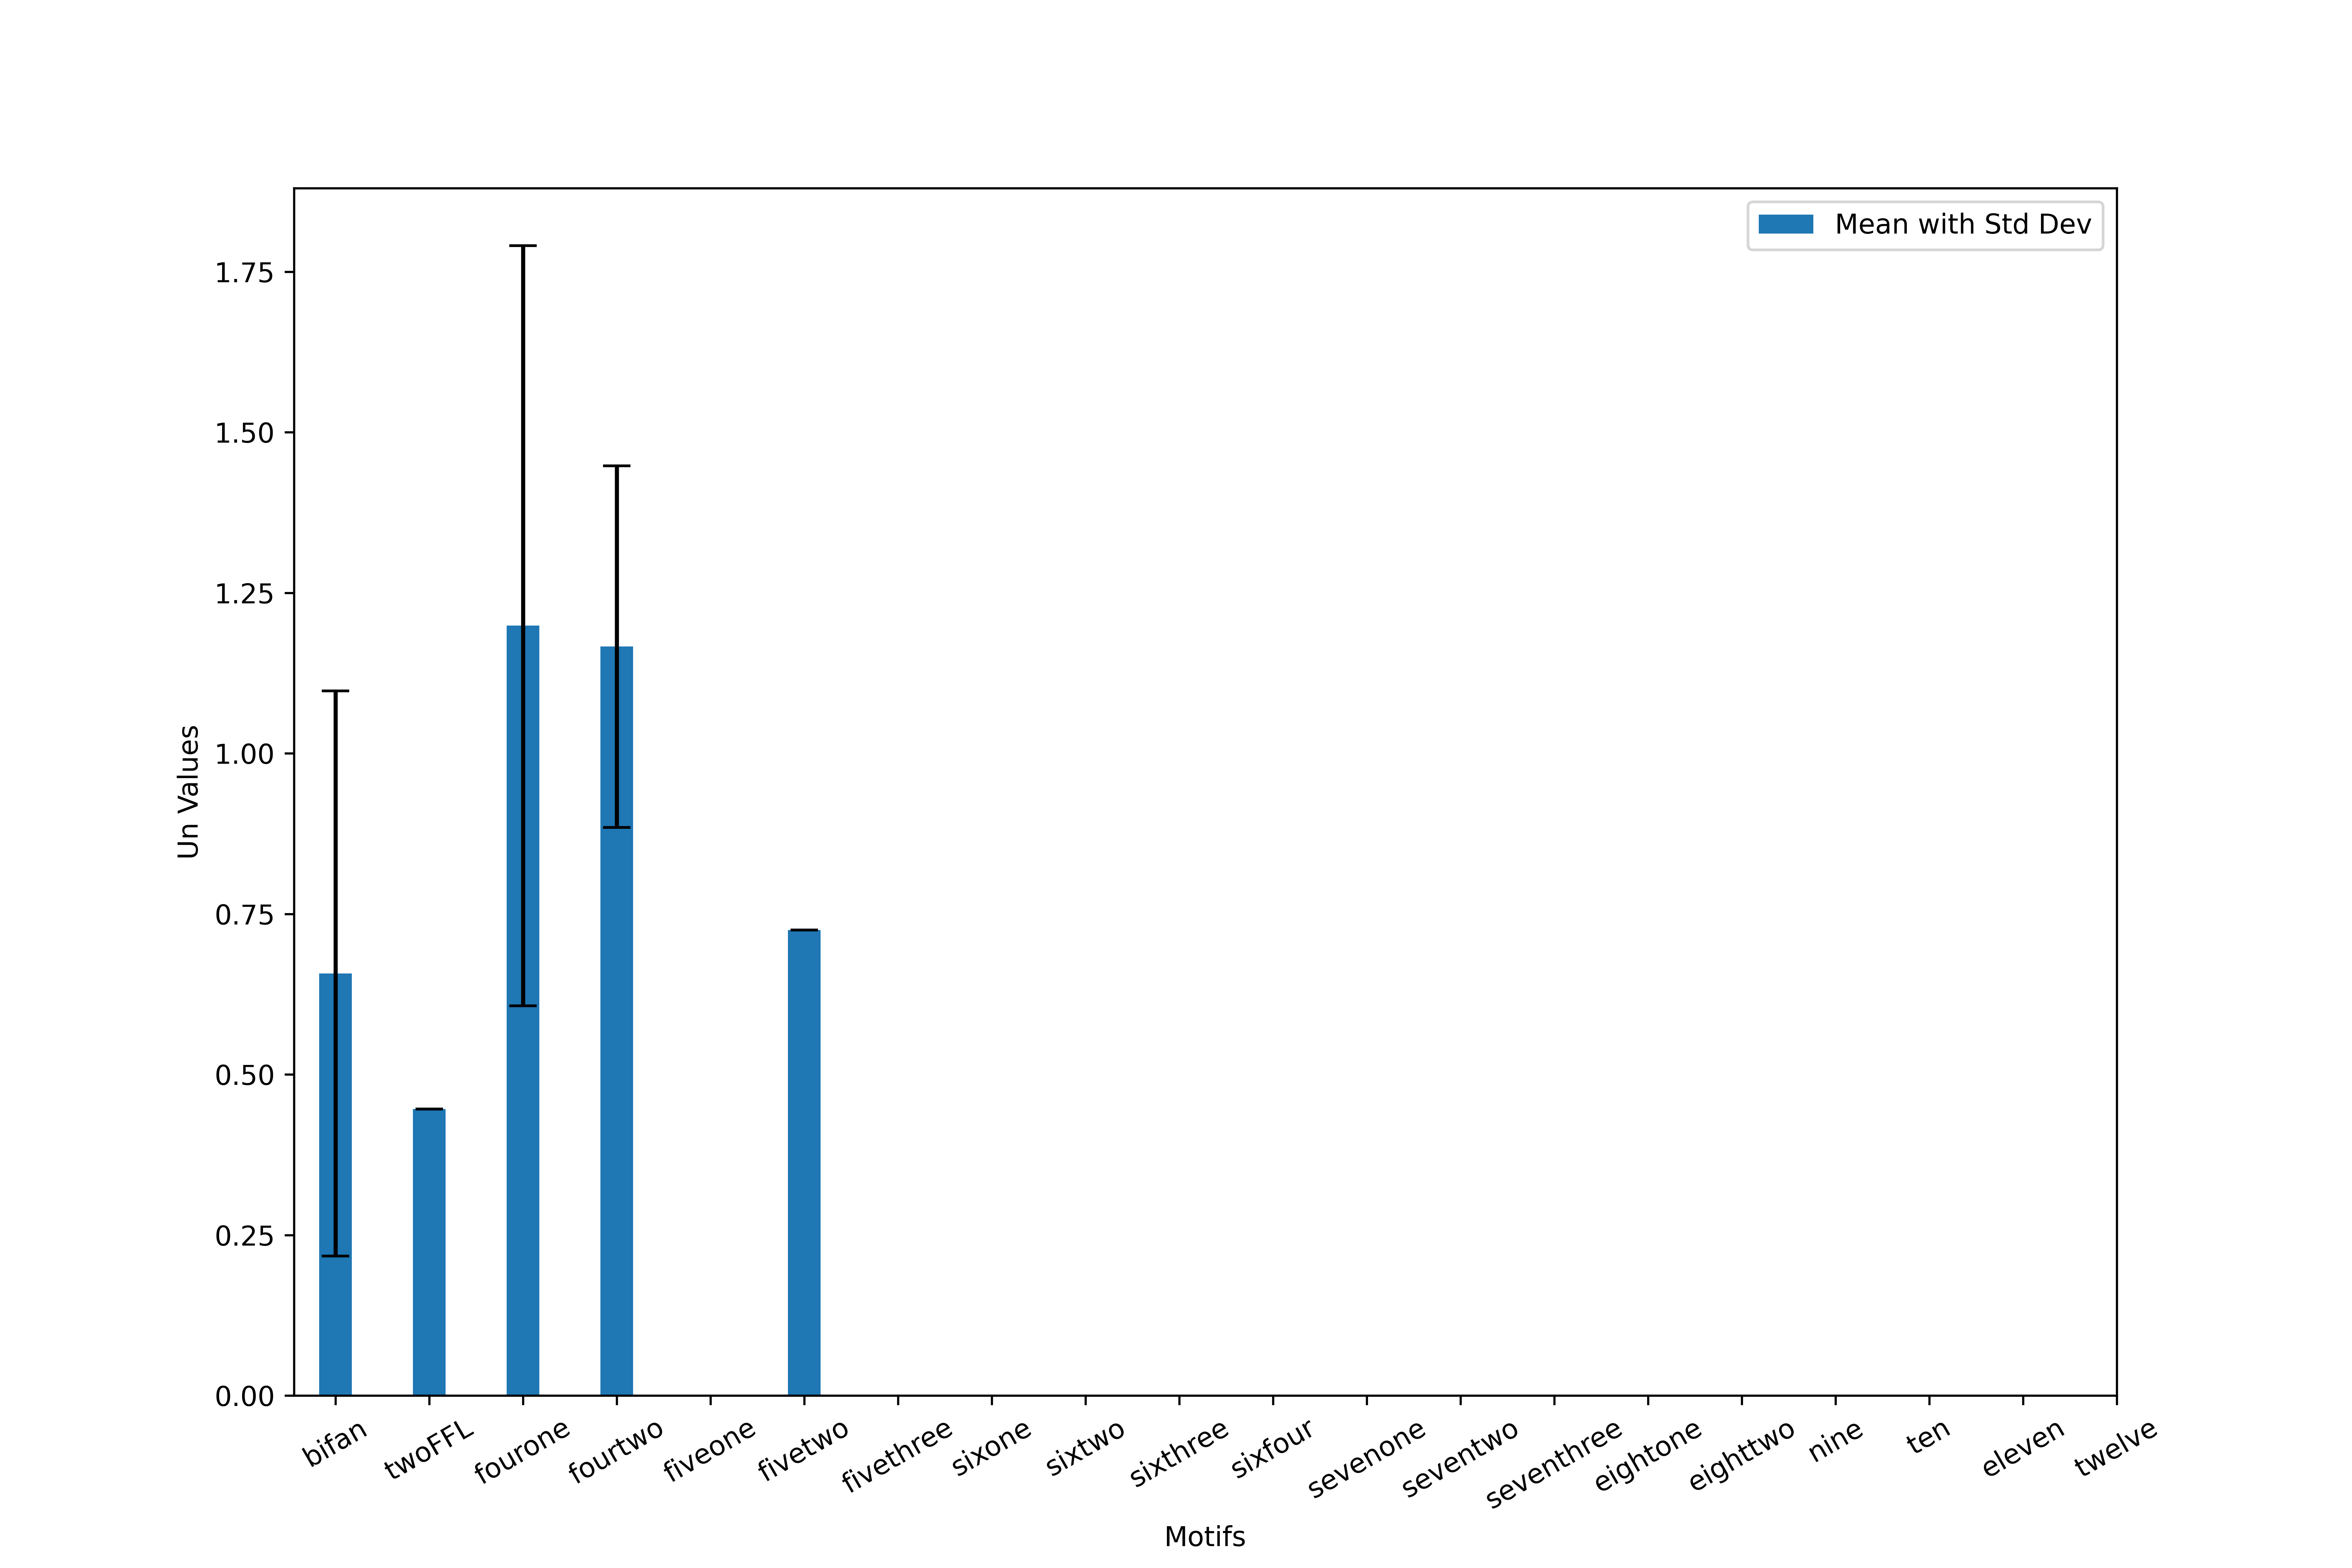 Mean with Std Dev
1.75
1.50
1.25
1.00
0.75
0.50
0.25
0.00
Un Values
bifan
twoFFL
fourone
fourtwo
fiveone
fivetwo
fivethree
sixone
sixtwo
sixthree
sixfour
sevenone
seventwo
seventhree
eightone
eighttwo
nine
ten
eleven
twelve
Motifs